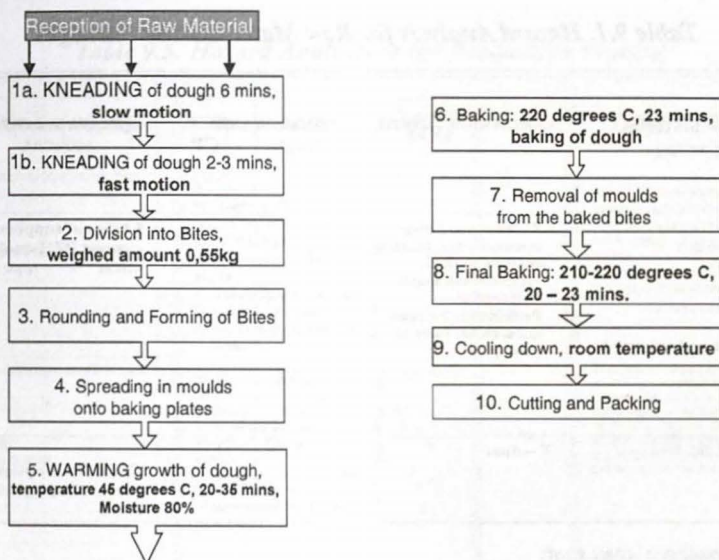 Reception of Raw Material
1a. KNEADING of dough 6 mins,
slow motion
1b. KNEADING of dough 2-3 mins,
fast motion
2. Division into Bites,
weighed amount 0,55kg
3. Rounding and Forming of Bites
4. Spreading in moulds
onto baking plates
5. WARMING growth of dough,
temperature 45 degrees C, 20-35 mins,
Moisture 80%
6. Baking: 220 degrees C, 23 mins,
baking of dough
7. Removal of moulds
from the baked bites
8. Final Baking: 210-220 degrees C,
20 – 23 mins.
9. Cooling down, room temperature
10. Cutting and Packing